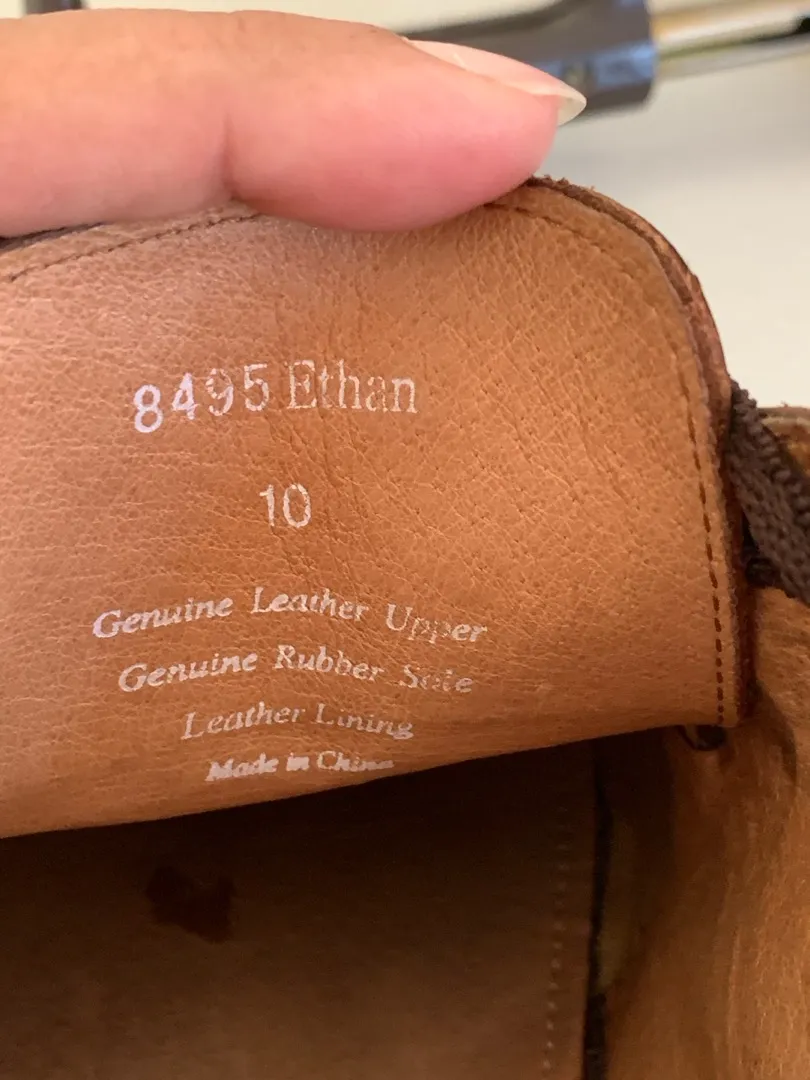 8495 Ethan
10
Genuine Leather Upper
Genuine Rubber Sole
Leather Lining
Made in China